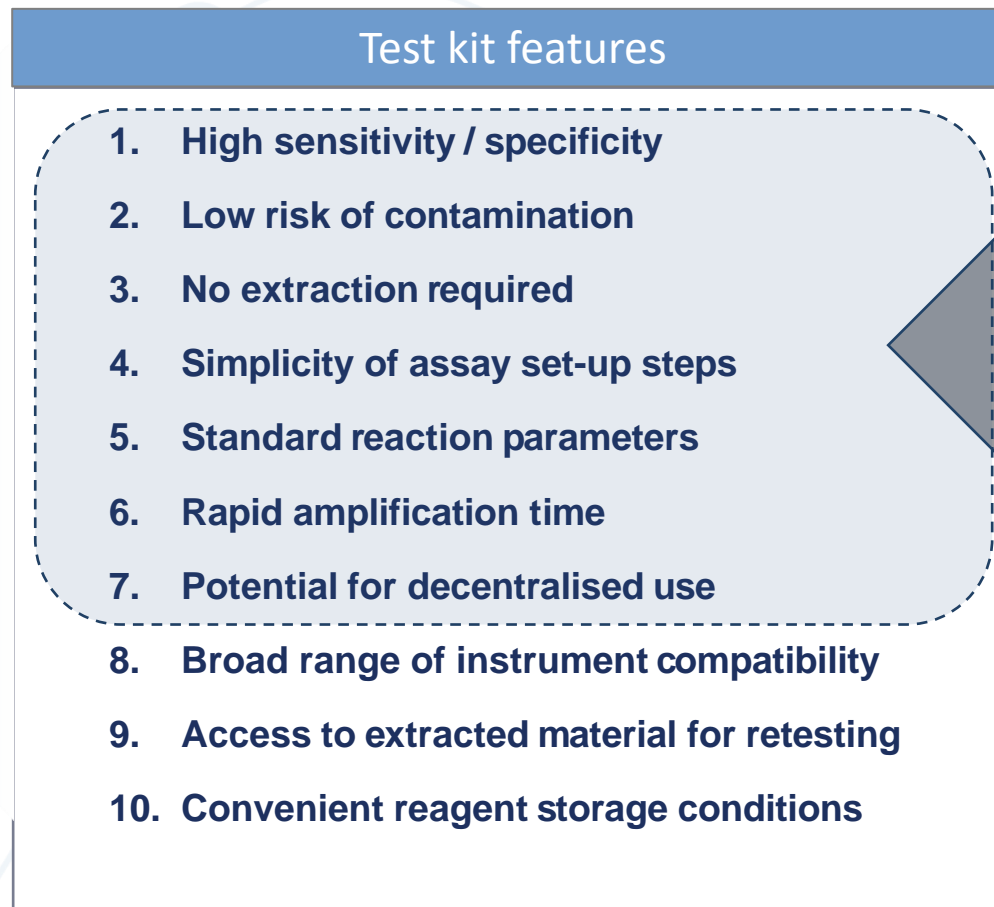 Test kit features
1. High sensitivity / specificity
2. Low risk of contamination
3. No extraction required
4. Simplicity of assay set-up steps
5. Standard reaction parameters
6. Rapid amplification time
7. Potential for decentralised use
8. Broad range of instrument compatibility
9. Access to extracted material for retesting
10. Convenient reagent storage conditions